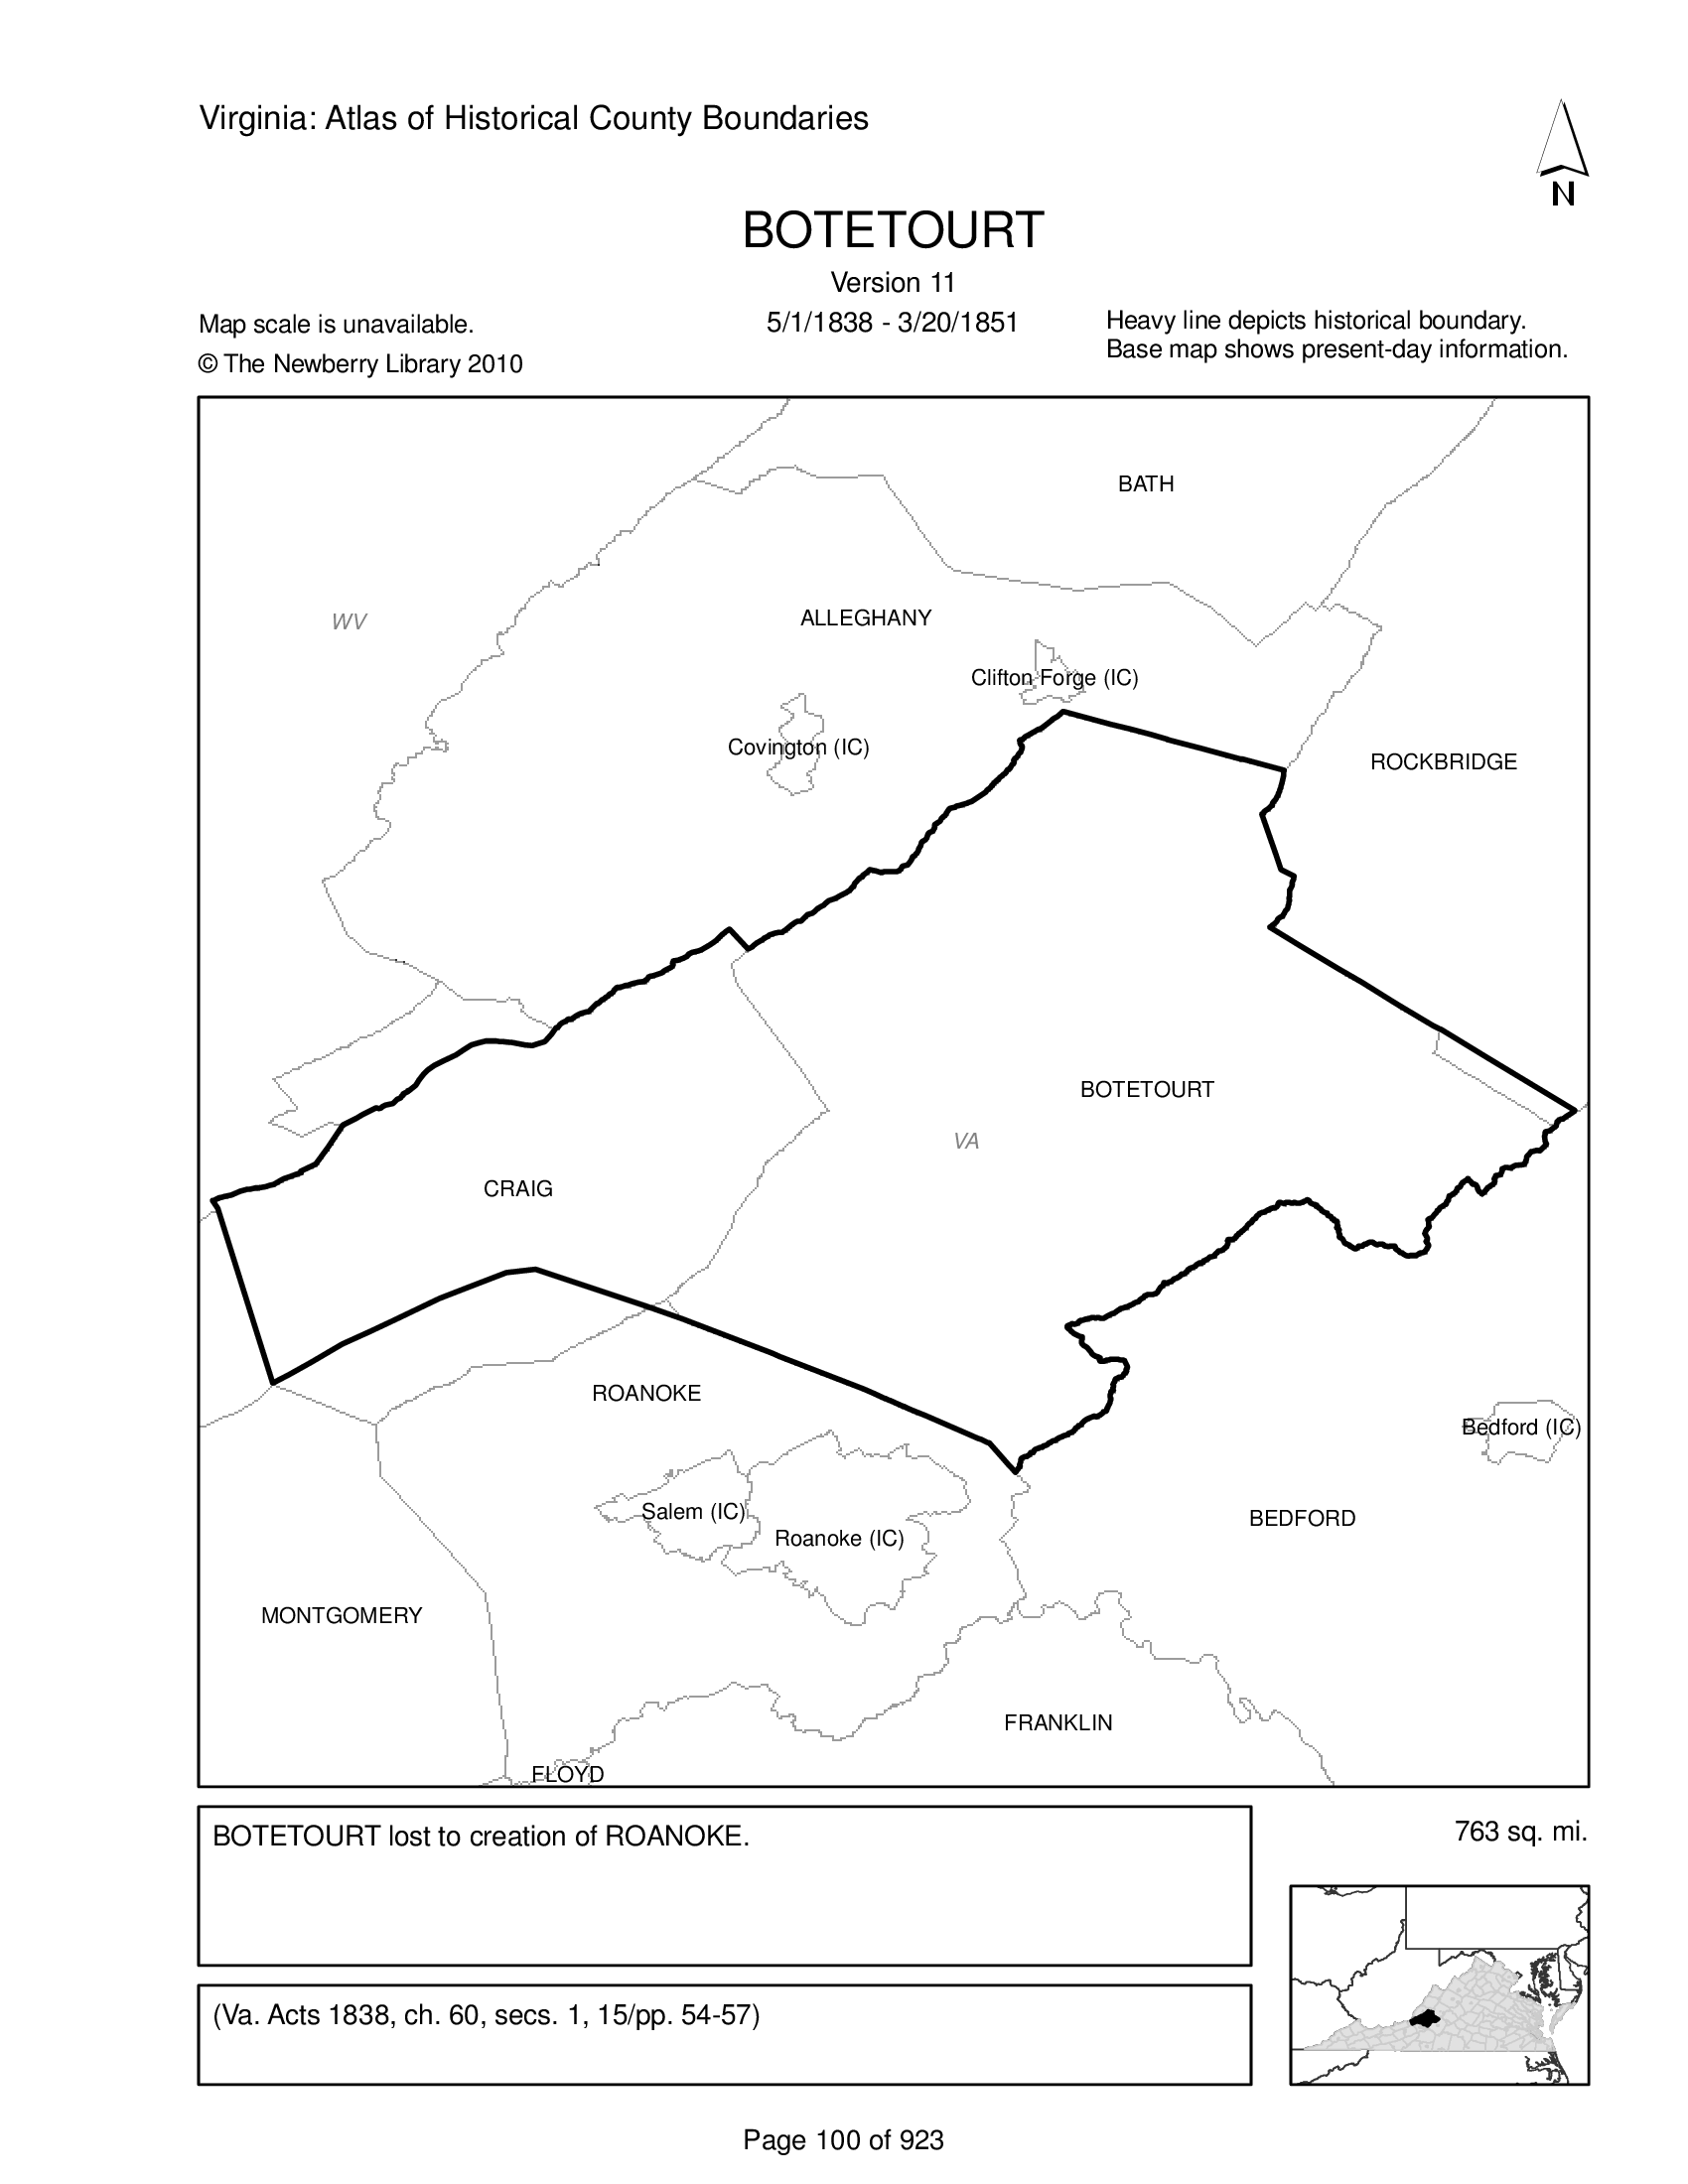 Virginia: Atlas of Historical County Boundaries
N
BOTETOURT
Version 11
5/1/1838 - 3/20/1851
Map scale is unavailable.
© The Newberry Library 2010
Heavy line depicts historical boundary.
Base map shows present-day information.
BATH
WV
ALLEGHANY
Clifton Forge (IC)
Covington (IC)
ROCKBRIDGE
BOTETOURT
VA
CRAIG
ROANOKE
Bedford (IC)
Salem (IC)
Roanoke (IC)
BEDFORD
MONTGOMERY
FRANKLIN
FLOYD
BOTETOURT lost to creation of ROANOKE.
763 sq. mi.
(Va. Acts 1838, ch. 60, secs. 1, 15/pp. 54-57)
Page 100 of 923